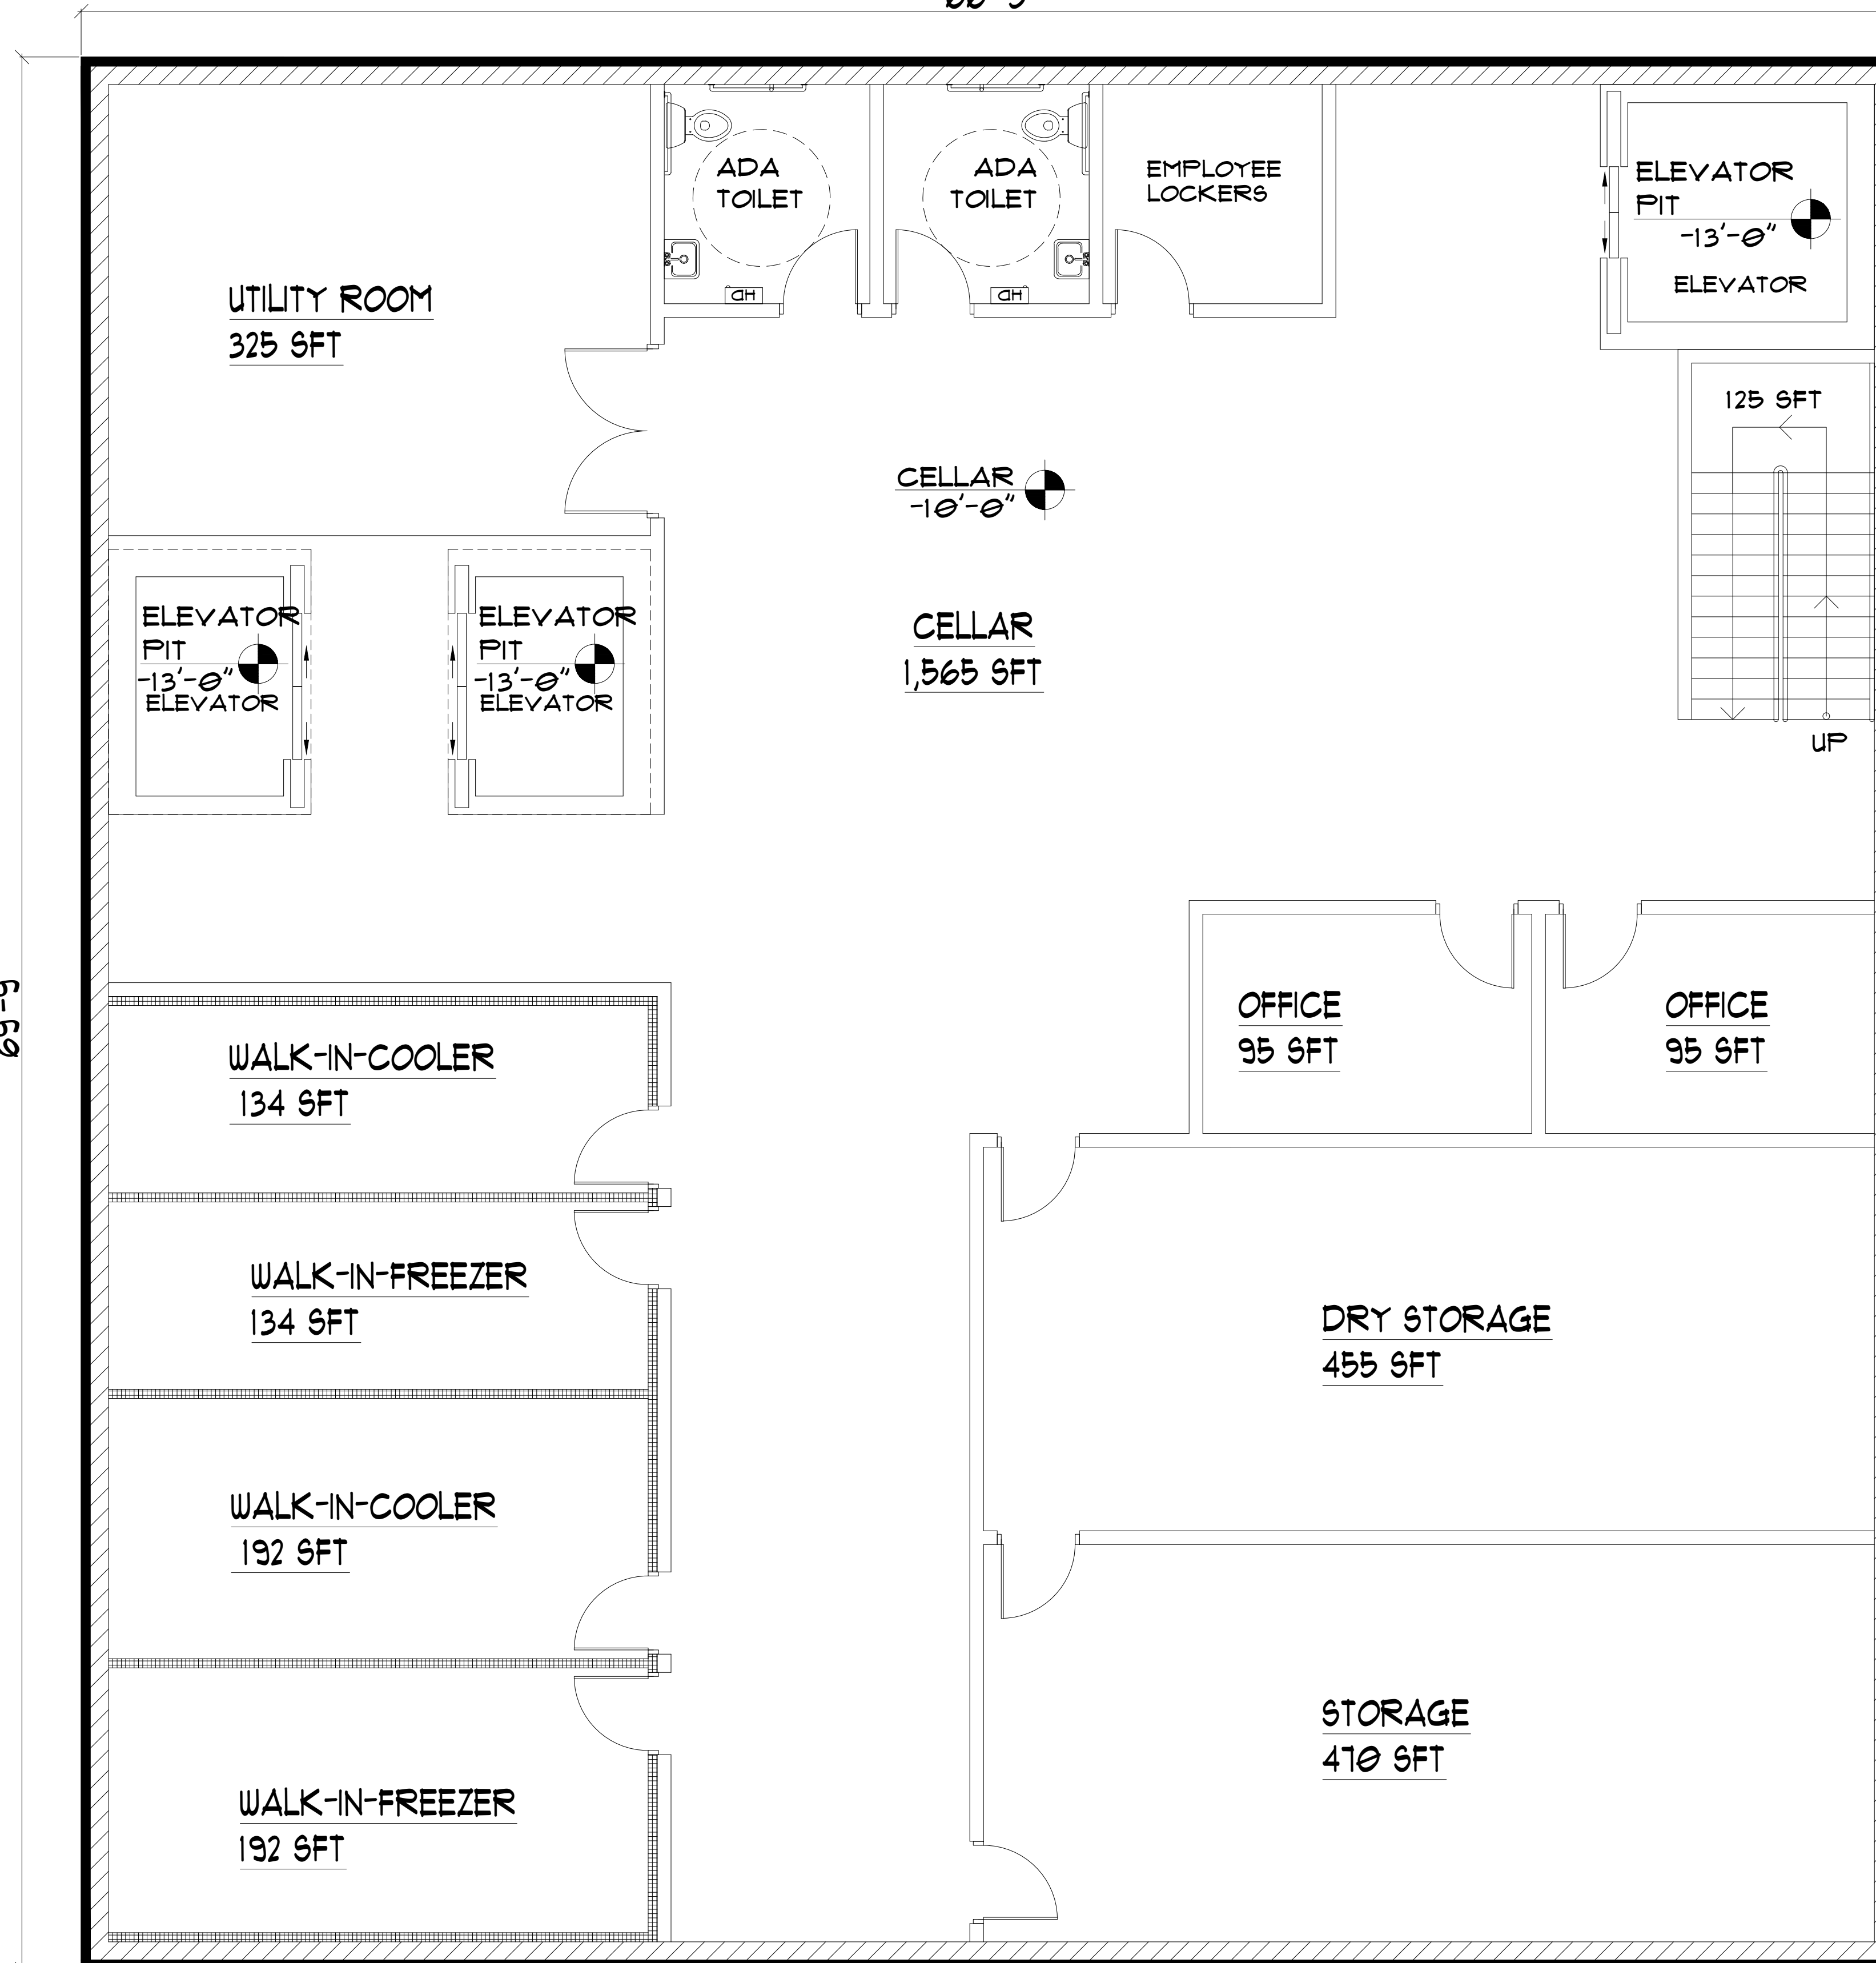 ADA
TOILET
ADA
TOILET
EMPLOYEE
LOCKERS
ELEVATOR
PIT
-13'-0"
ELEVATOR
HD
HD
UTILITY ROOM
325 SFT
125 SFT
CELLAR
-10'-0"
ELEVATOR
PIT
-13'-0"
ELEVATOR
ELEVATOR
PIT
-13'-0"
ELEVATOR
CELLAR
1,565 SFT
UP
OFFICE
95 SFT
OFFICE
95 SFT
WALK-IN-COOLER
134 SFT
WALK-IN-FREEZER
134 SFT
DRY STORAGE
455 SFT
WALK-IN-COOLER
192 SFT
STORAGE
470 SFT
WALK-IN-FREEZER
192 SFT